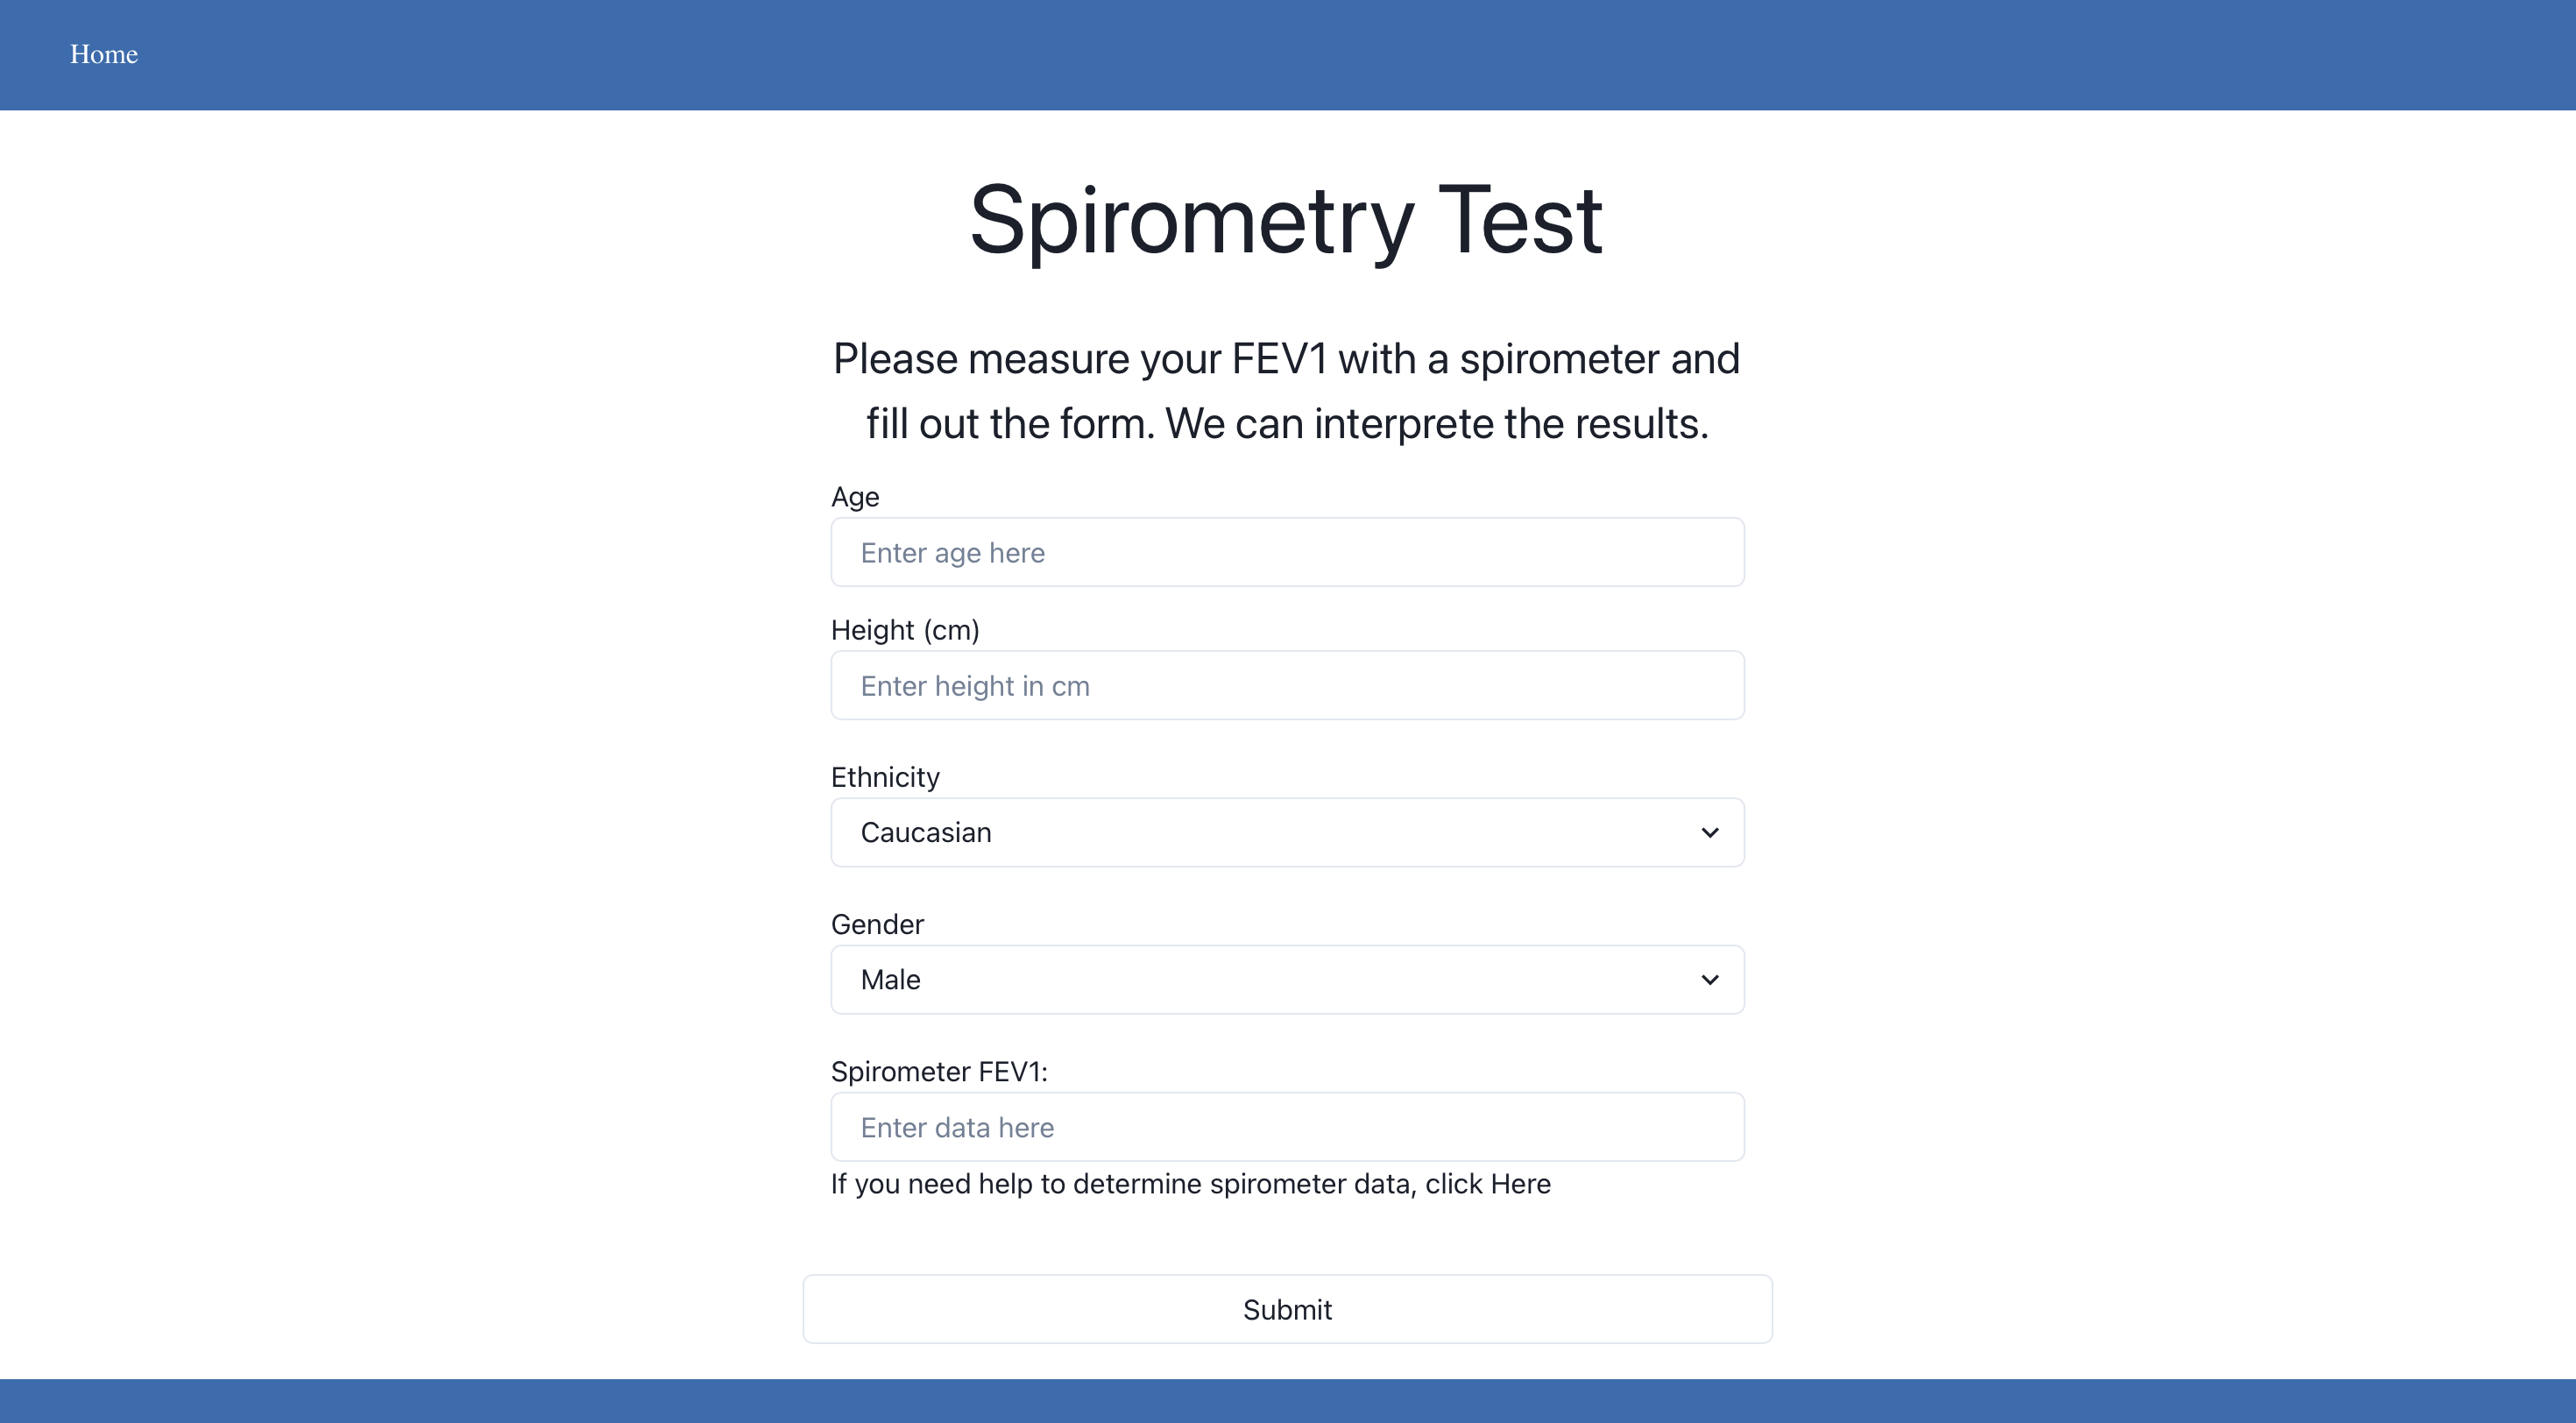 Home
Spirometry Test
Please measure your FEV1 with a spirometer and
fill out the form. We can interprete the results.
Age
Enter age here
Height (cm)
Enter height in cm
Ethnicity
Caucasian
Gender
Male
Spirometer FEV1:
Enter data here
If you need help to determine spirometer data, click Here
Submit